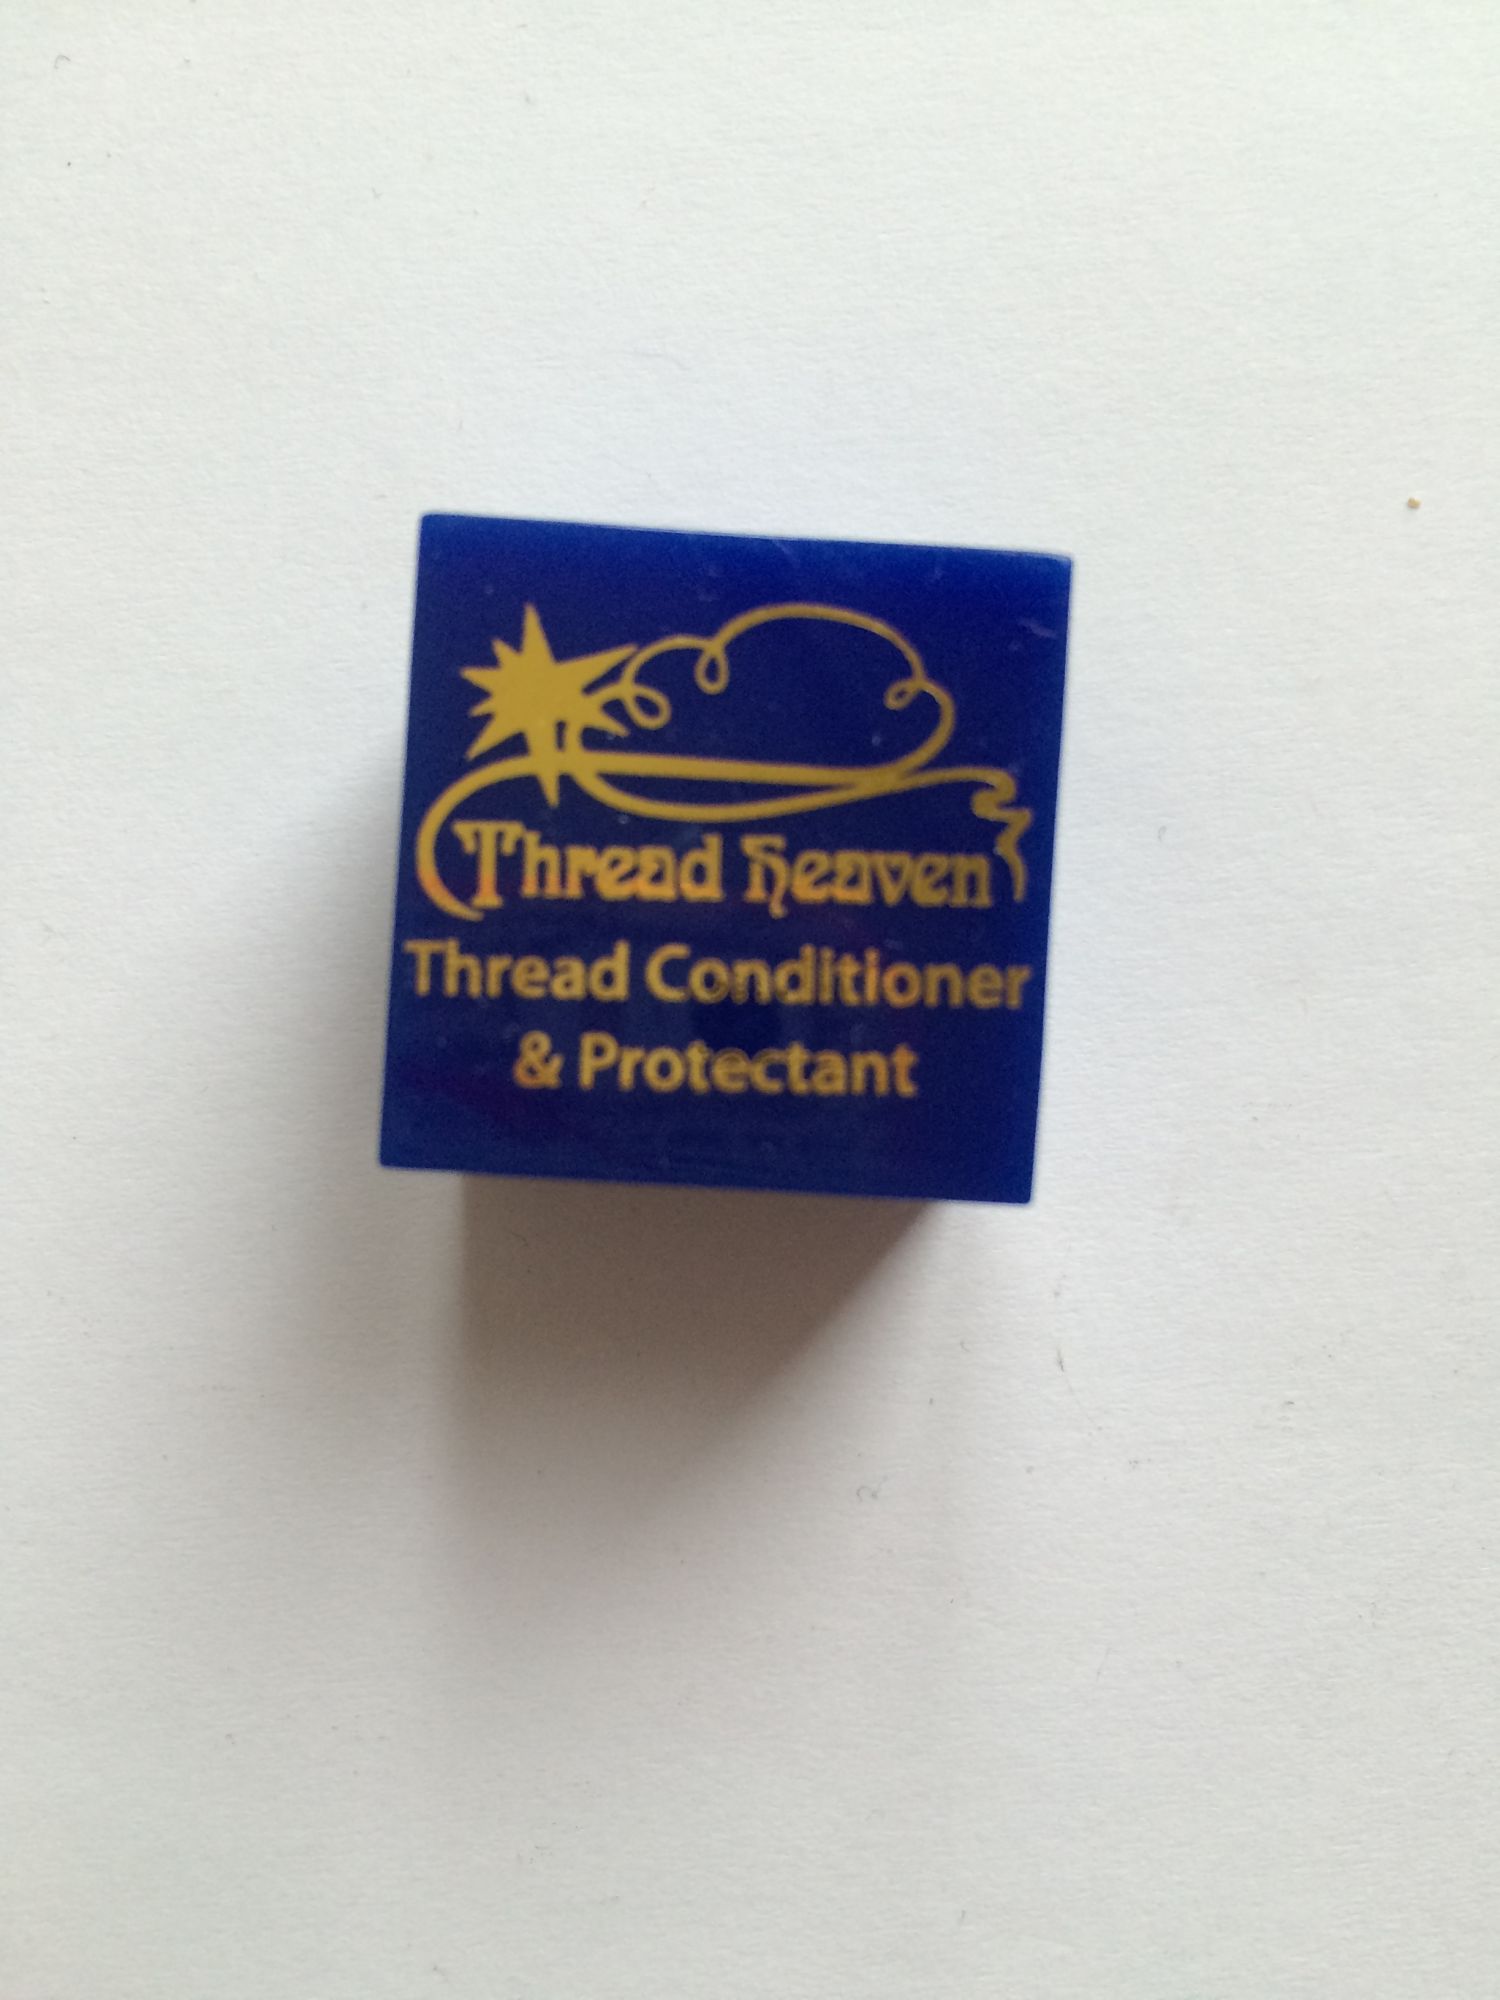 Thread Heaven
Thread Conditioner
& Protectant